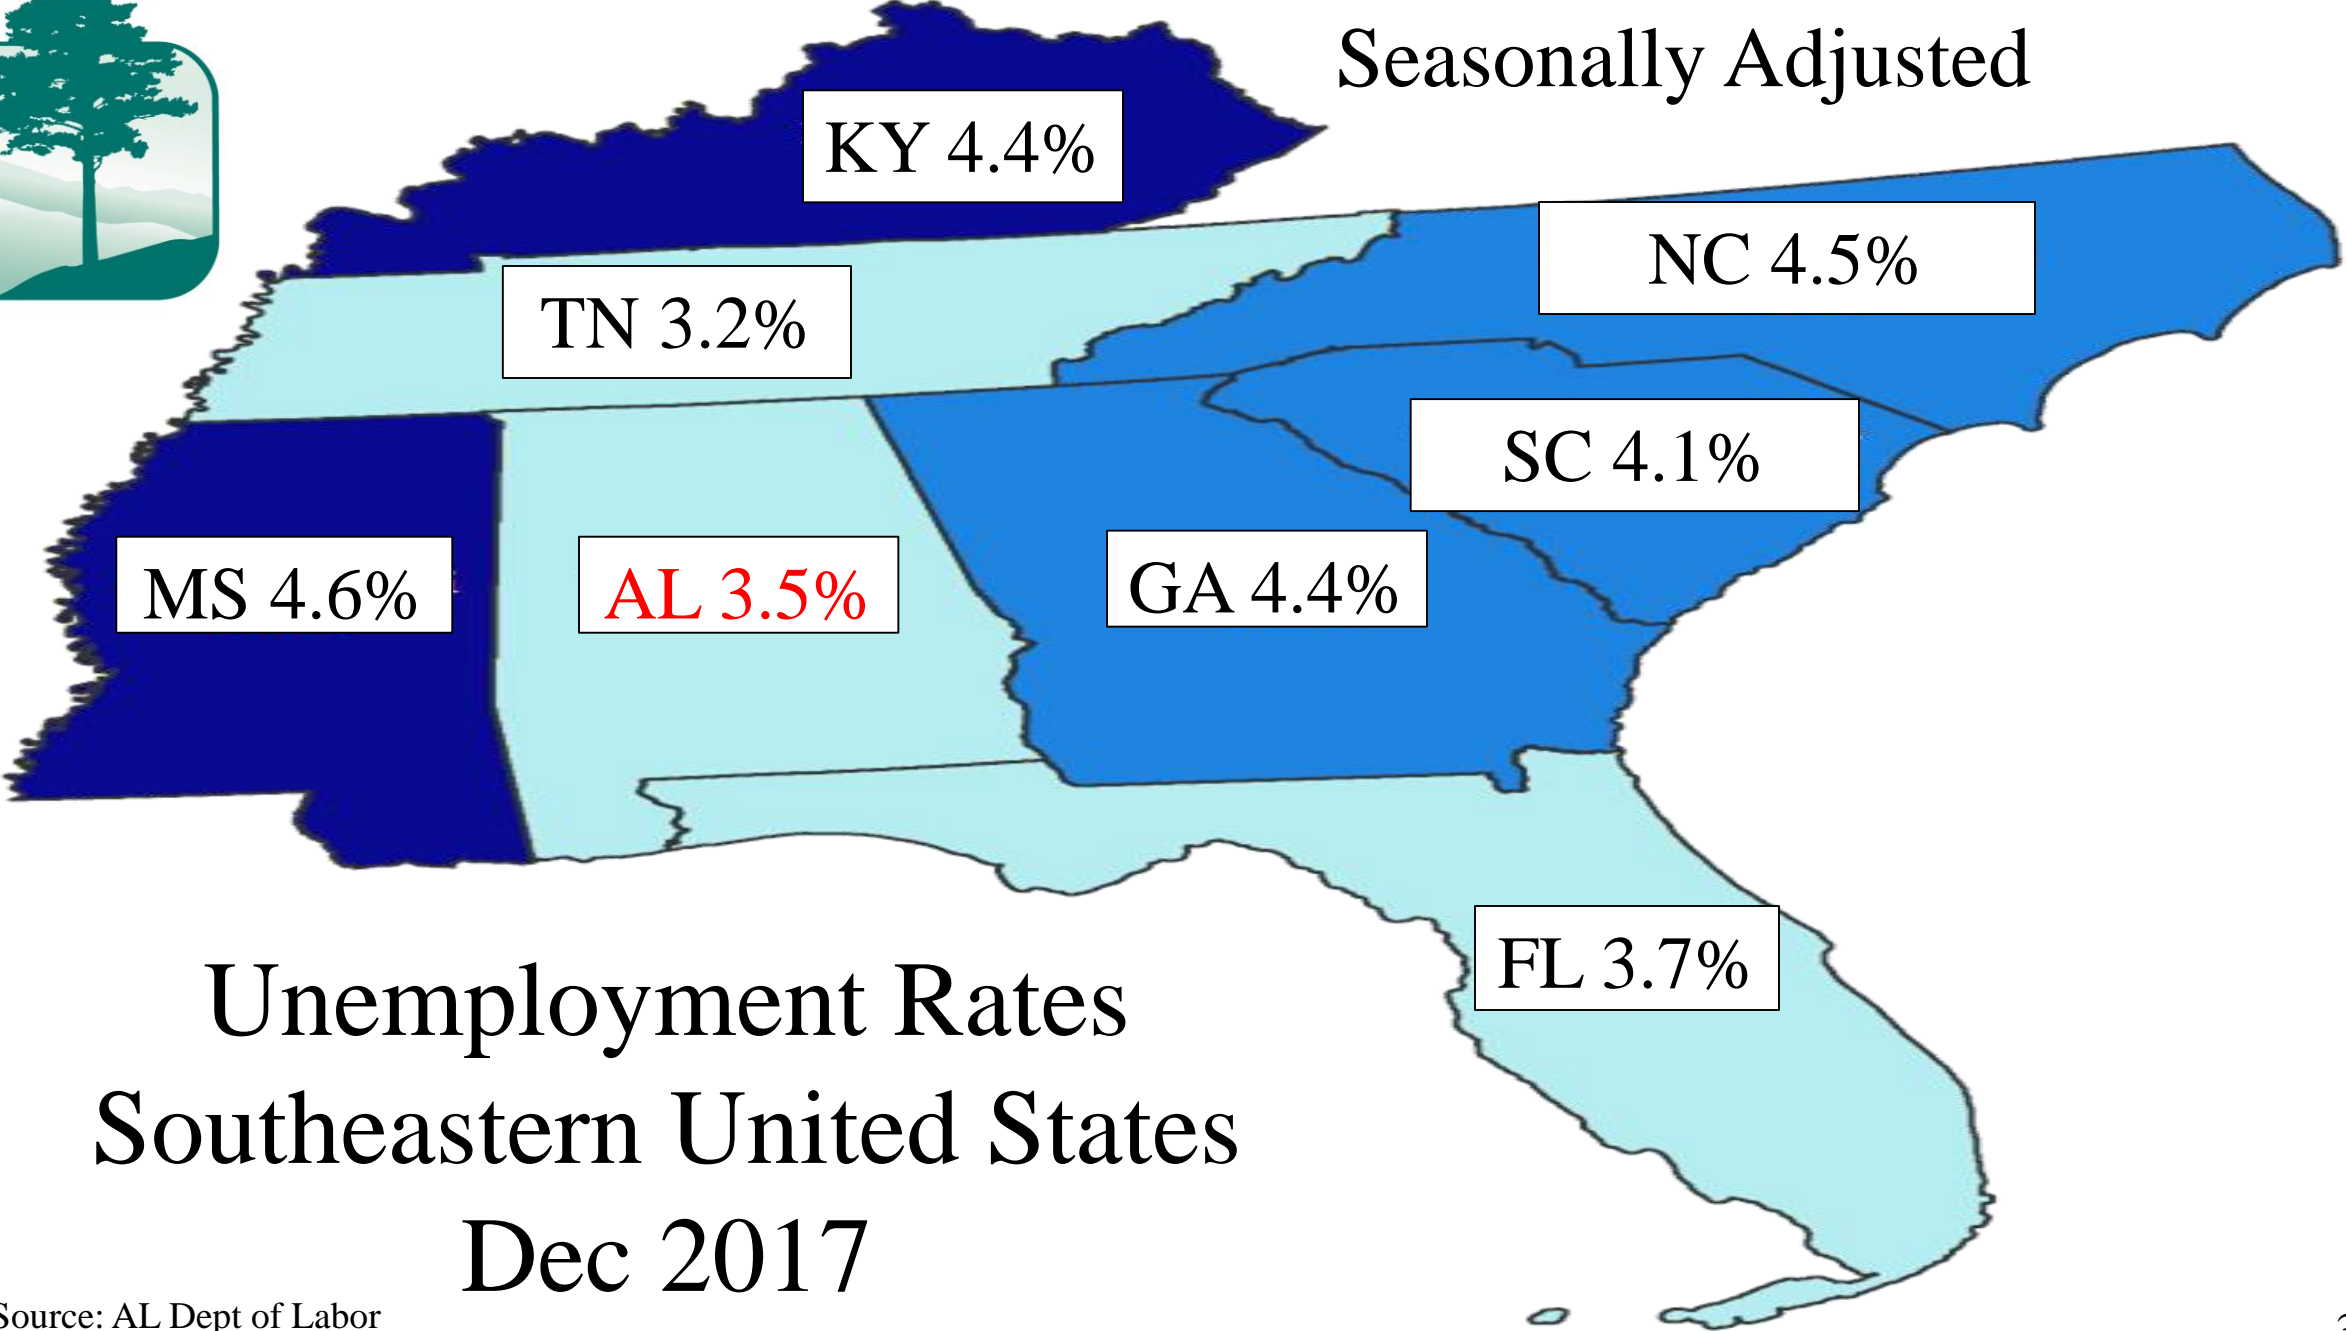 Seasonally Adjusted
KY 4.4%
NC 4.5%
TN 3.2%
SC 4.1%
MS 4.6%
AL 3.5%
GA 4.4%
FL 3.7%
Unemployment Rates
Southeastern United States
Dec 2017
Source: AL Dept of Labor